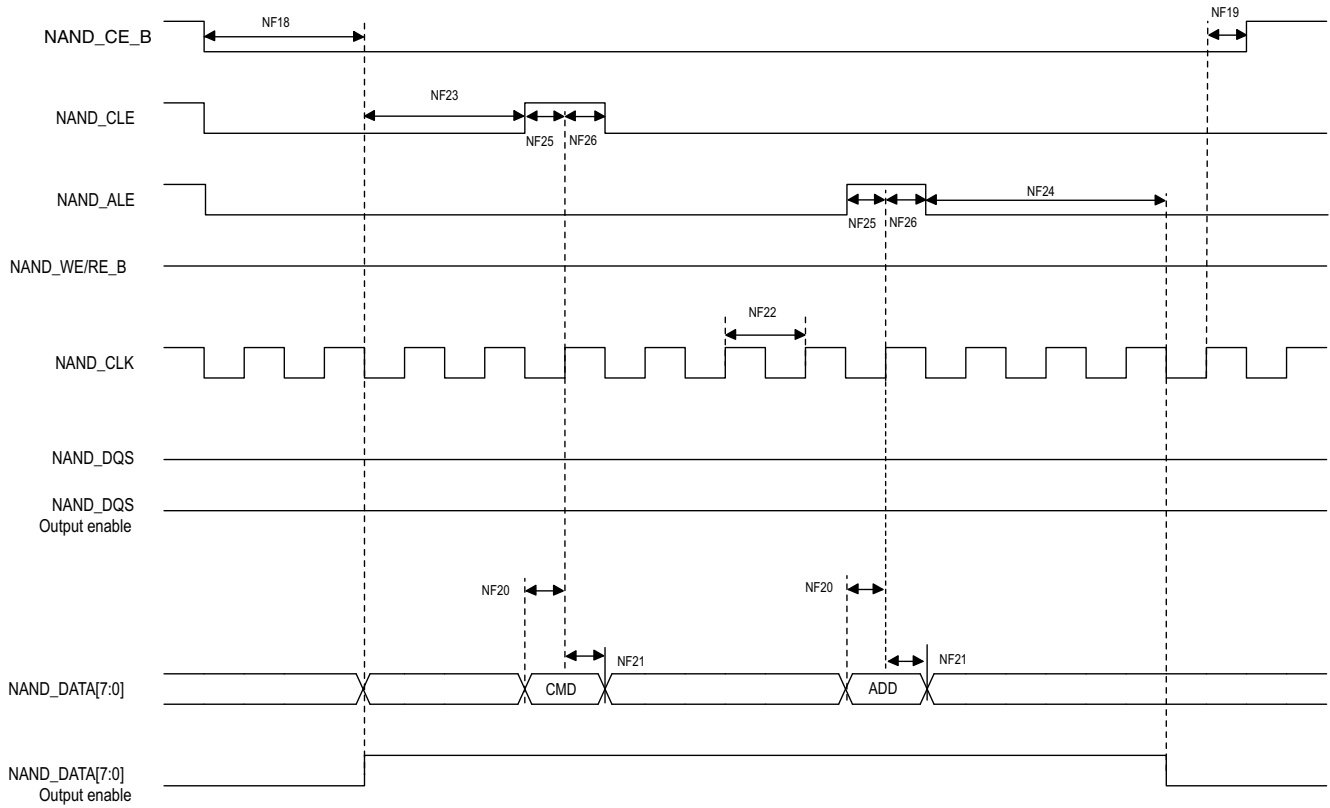 NF18
NF19
NAND_CE_B
NF23
NAND_CLE
NF25 NF26
NAND_ALE
NF24
NF25 NF26
NAND_WE/RE_B
NF22
NAND_CLK
NAND_DQS
NAND_DQS
Output enable
NF20
NF20
NF21
NF21
NAND_DATA[7:0]
CMD
ADD
NAND_DATA[7:0]
Output enable